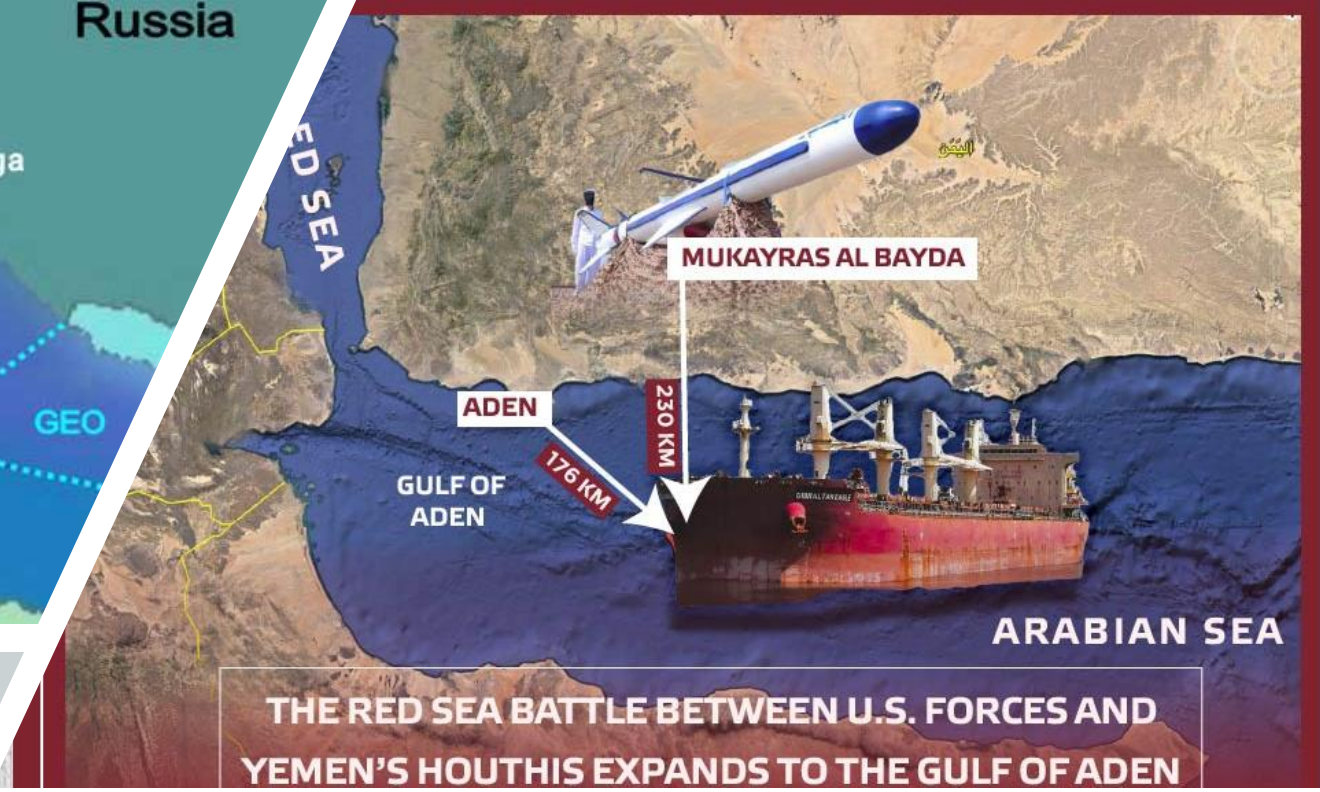 Russia
ga
GEO
ED SEA
اليَمَن
MUKAYRAS AL BAYDA
230 KM
ADEN
176 KM
GULF OF
ADEN
ARABIAN SEA
THE RED SEA BATTLE BETWEEN U.S. FORCES AND
YEMEN'S HOUTHIS EXPANDS TO THE GULF OF ADEN